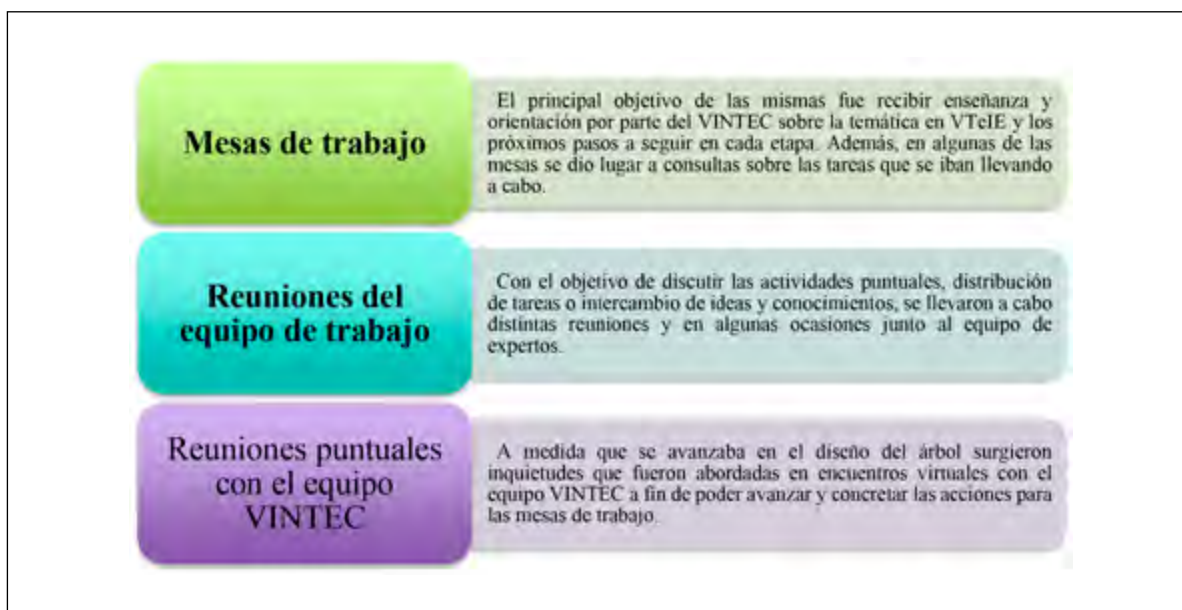 Mesas de trabajo
El principal objetivo de las mismas fue recibir enseñanza y
orientación por parte del VINTEC sobre la temática en VTeIE y los
próximos pasos a seguir en cada etapa. Además, en algunas de las
mesas se dio lugar a consultas sobre las tareas que se iban llevando
a cabo.
Reuniones del
equipo de trabajo
Con el objetivo de discutir las actividades puntuales, distribución
de tareas o intercambio de ideas y conocimientos, se llevaron a cabo
distintas reuniones y en algunas ocasiones junto al equipo de
expertos.
Reuniones puntuales
con el equipo
VINTEC
A medida que se avanzaba en el diseño del árbol surgieron
inquietudes que fueron abordadas en encuentros virtuales con el
equipo VINTEC a fin de poder avanzar y concretar las acciones para
las mesas de trabajo.